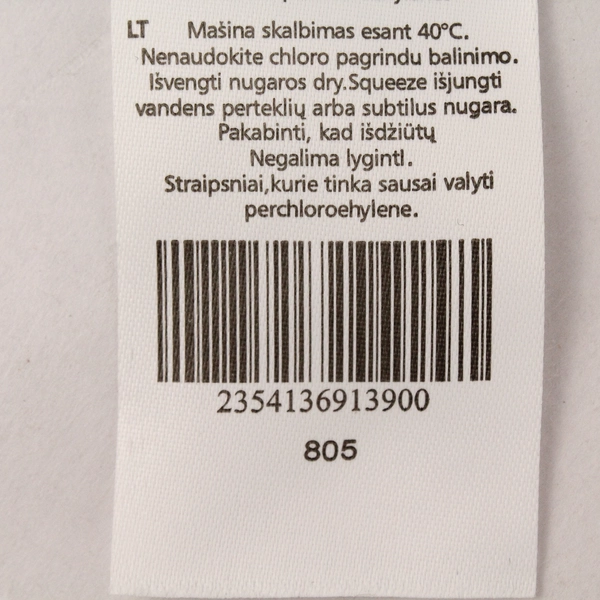 LT Mašina skalbimas esant 40°C.
Nenaudokite chloro pagrindu balinimo.
Išvengti nugaros dry.Squeeze išjungti
vandens perteklių arba subtilus nugara.
Pakabinti, kad išdžiūtų
Negalima lygintI.
Straipsniai,kurie tinka sausai valyti
perchloroehylene.
2354136913900
805